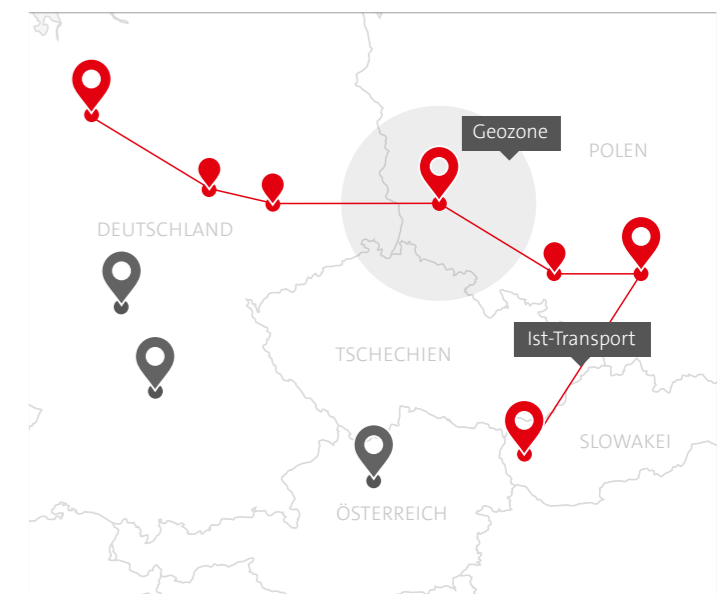 Geozone
POLEN
DEUTSCHLAND
Ist-Transport
TSCHECHIEN
SLOWAKEI
ÖSTERREICH